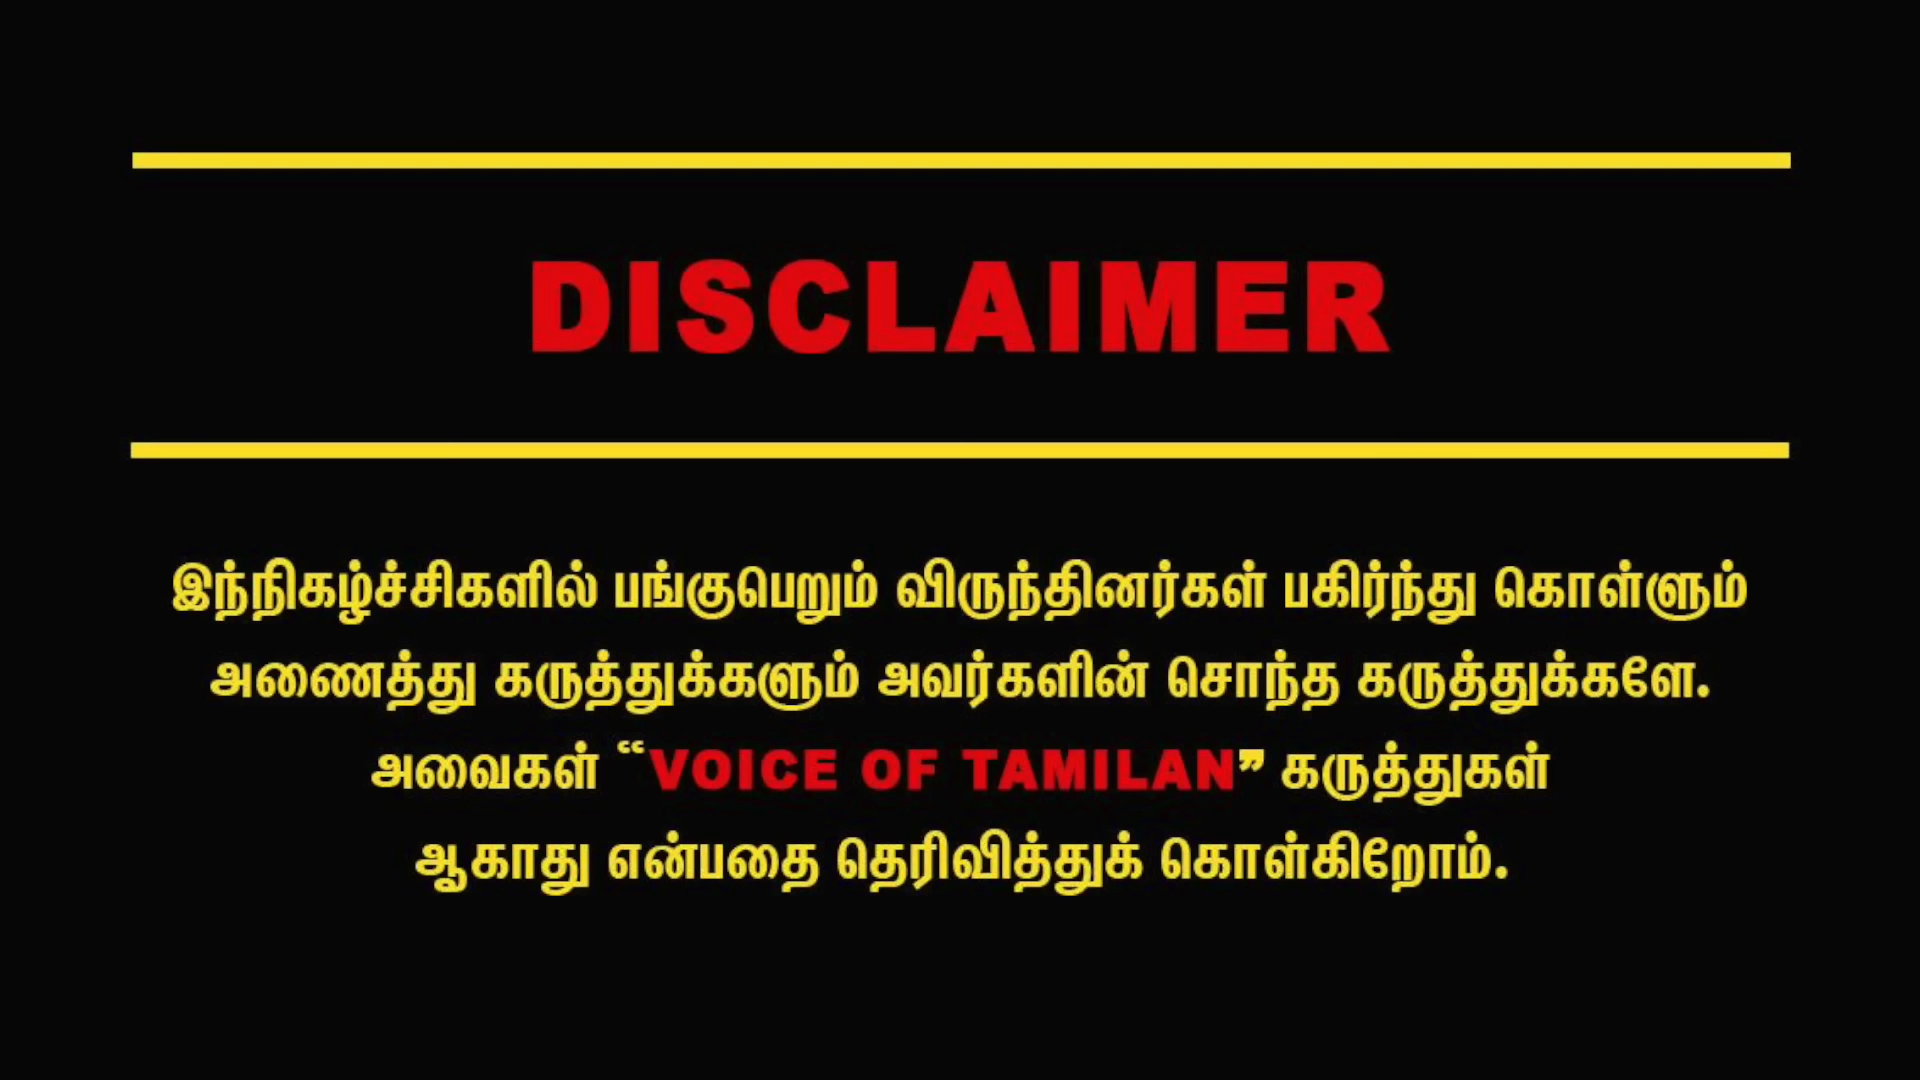 DISCLAIMER
இந்நிகழ்ச்சிகளில் பங்குபெறும் விருந்தினர்கள் பகிர்ந்து கொள்ளும்
அணைத்து கருத்துக்களும் அவர்களின் சொந்த கருத்துக்களே.
அவைகள் “VOICE OF TAMILAN” கருத்துகள்
ஆகாது என்பதை தெரிவித்துக் கொள்கிறோம்.